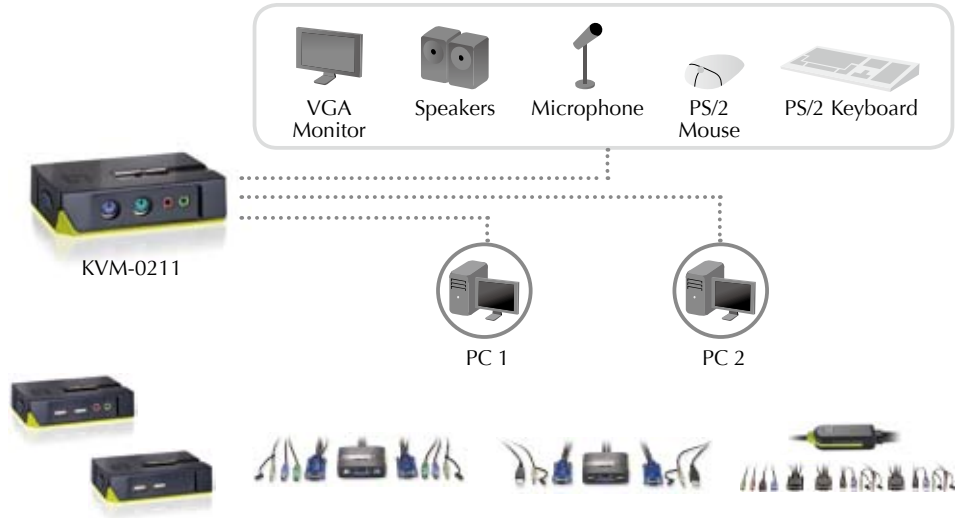 VGA
Monitor
Speakers
Microphone
PS/2
Mouse
PS/2 Keyboard
KVM-0211
PC 1
PC 2